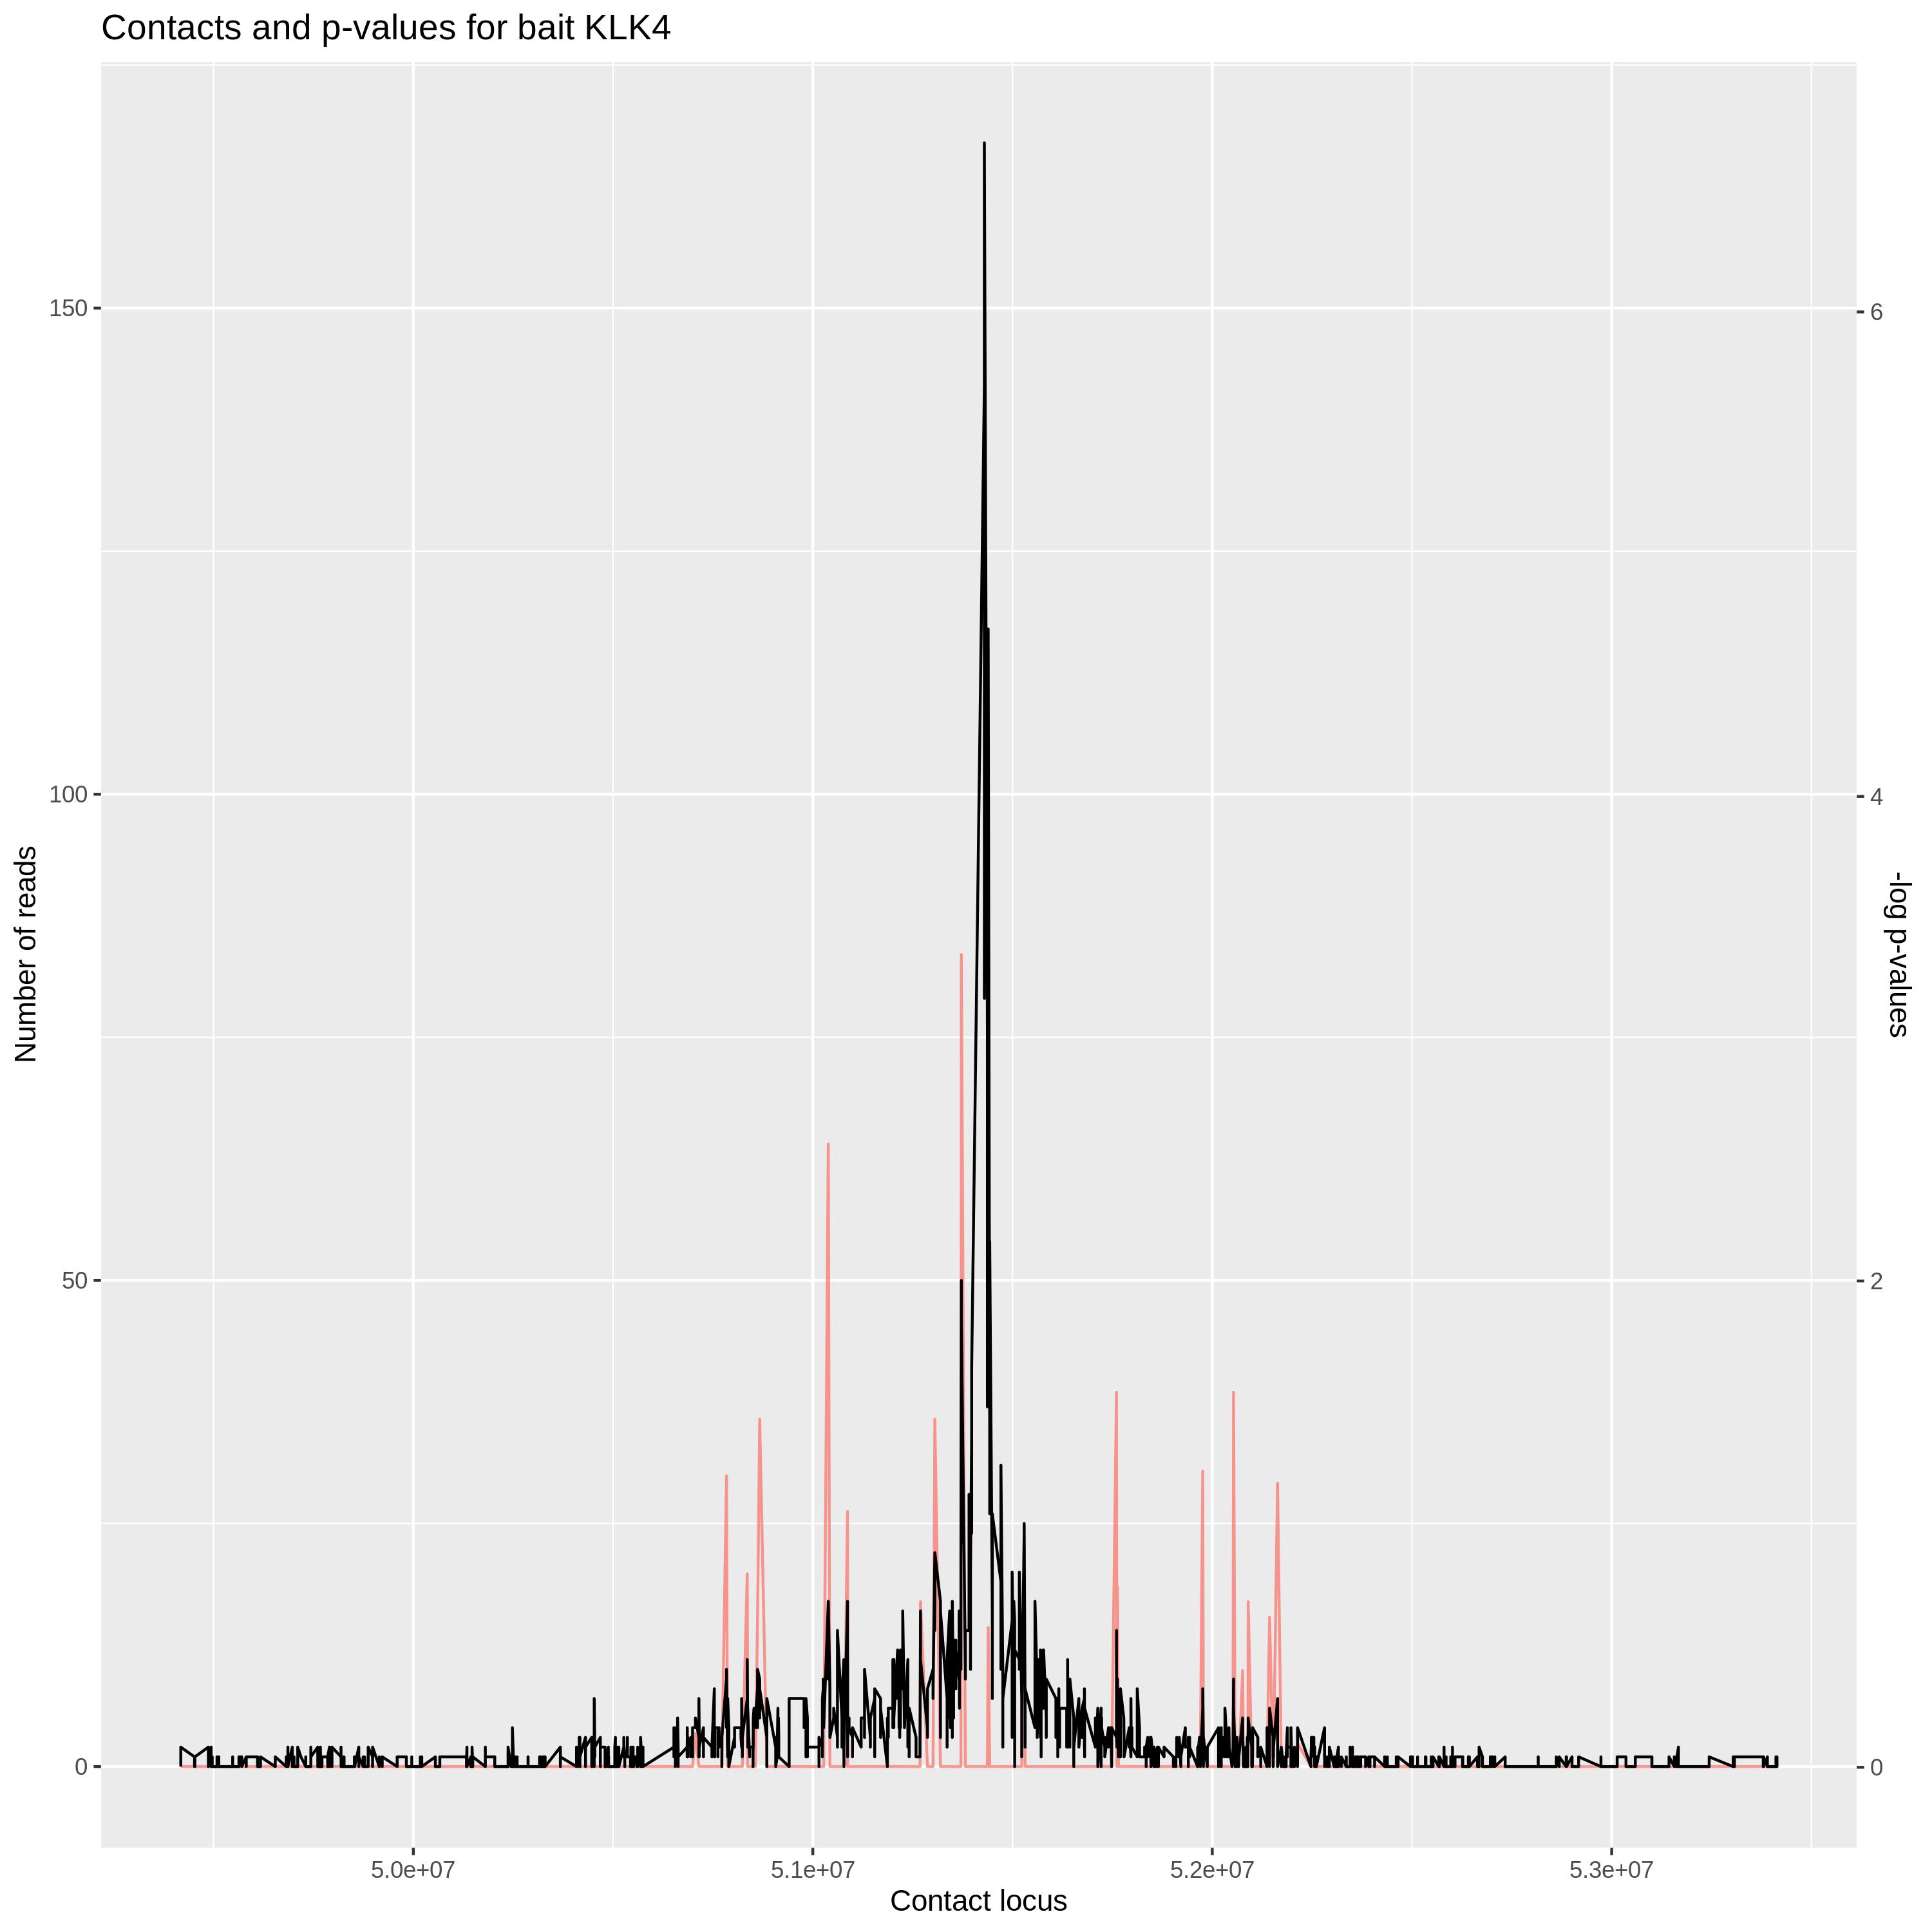 Contacts and p-values for bait KLK4
150
100
50
0
6
4
2
0
Number of reads
-log p-values
5.0e+07
5.1e+07
5.2e+07
5.3e+07
Contact locus